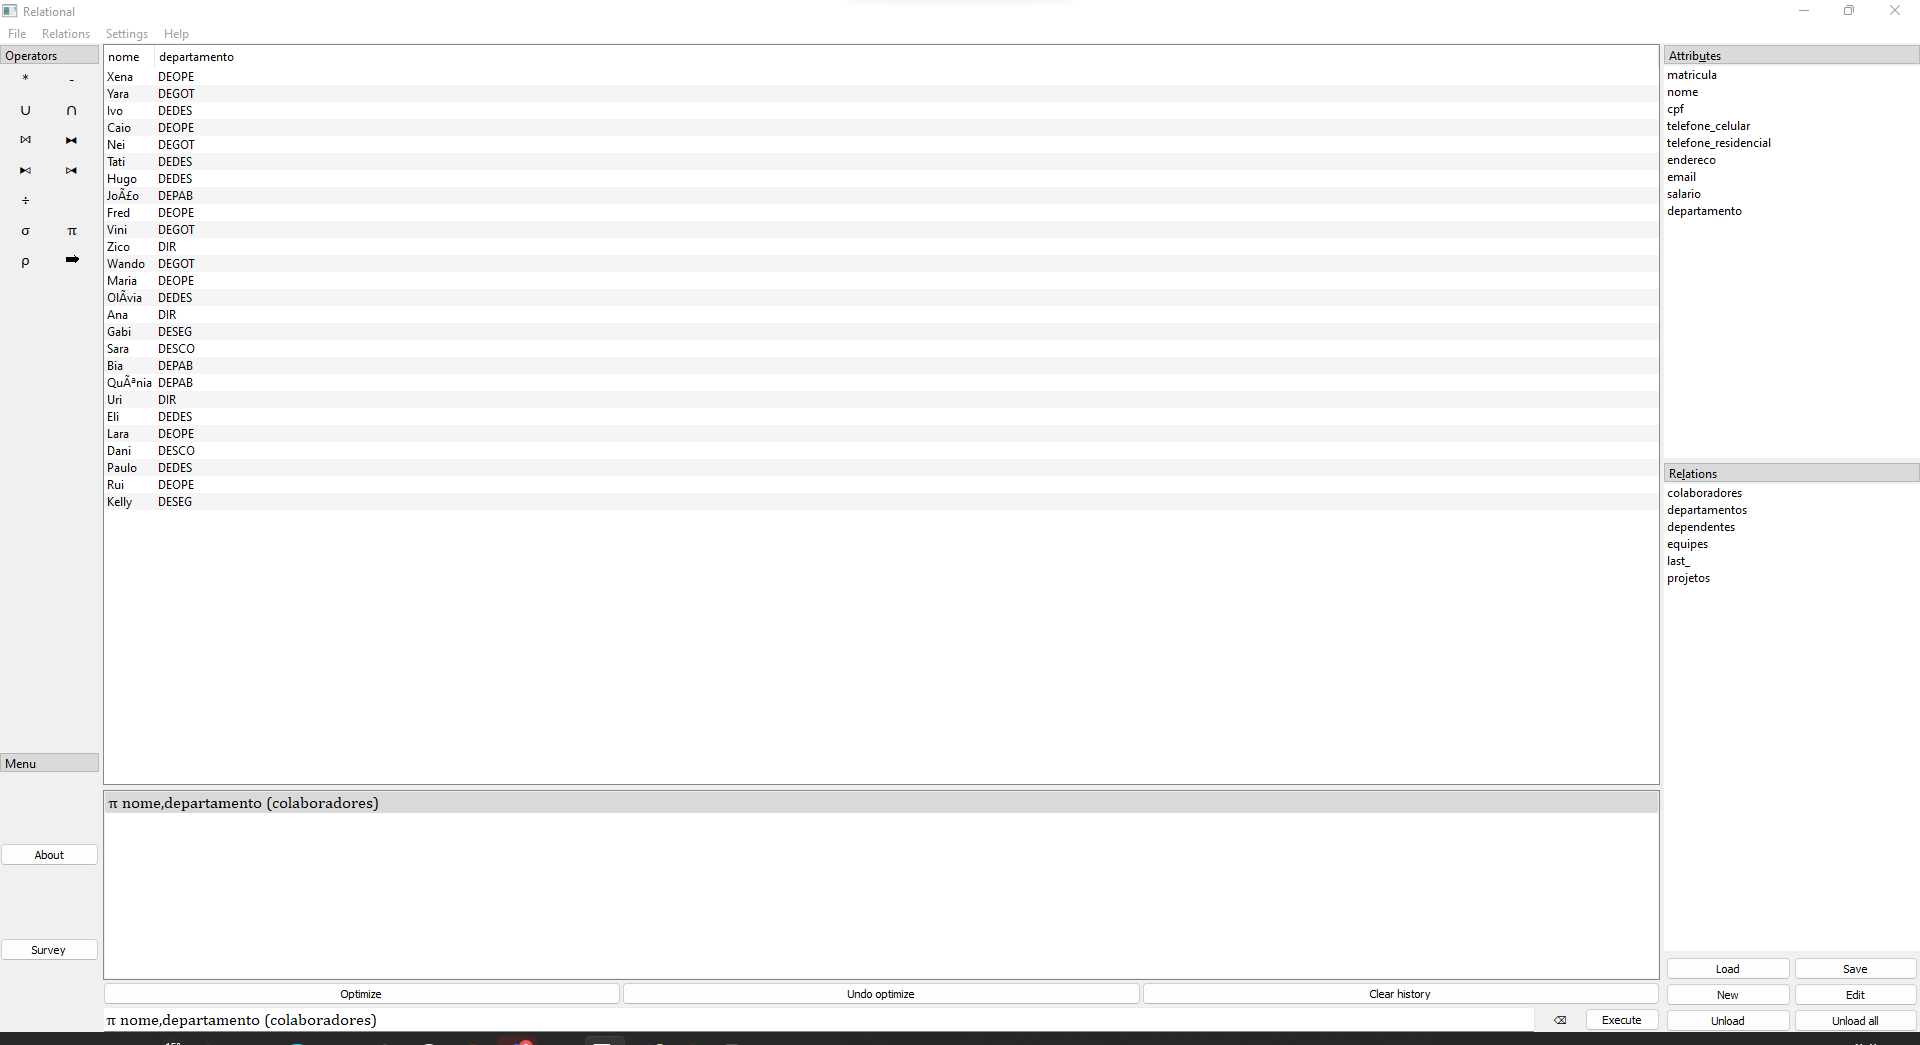 Relational
File Relations Settings Help
Operators
* -
∪ ∩
⋈ ⧓
⧑ ⧒
÷
σ π
ρ ➡
Menu
About
Survey
nome departamento
Xena DEOPE
Yara DEGOT
Ivo DEDES
Caio DEOPE
Nei DEGOT
Tati DEDES
Hugo DEDES
JoÃ£o DEPAB
Fred DEOPE
Vini DEGOT
Zico DIR
Wando DEGOT
Maria DEOPE
OlÃvia DEDES
Ana DIR
Gabi DESEG
Sara DESCO
Bia DEPAB
QuÃªnia DEPAB
Uri DIR
Eli DEDES
Lara DEOPE
Dani DESCO
Paulo DEDES
Rui DEOPE
Kelly DESEG
π nome,departamento (colaboradores)
Optimize Undo optimize Clear history
π nome,departamento (colaboradores)
⌫ Execute
Attributes
matricula
nome
cpf
telefone_celular
telefone_residencial
endereco
email
salario
departamento
Relations
colaboradores
departamentos
dependentes
equipes
last_
projetos
Load Save
New Edit
Unload Unload all